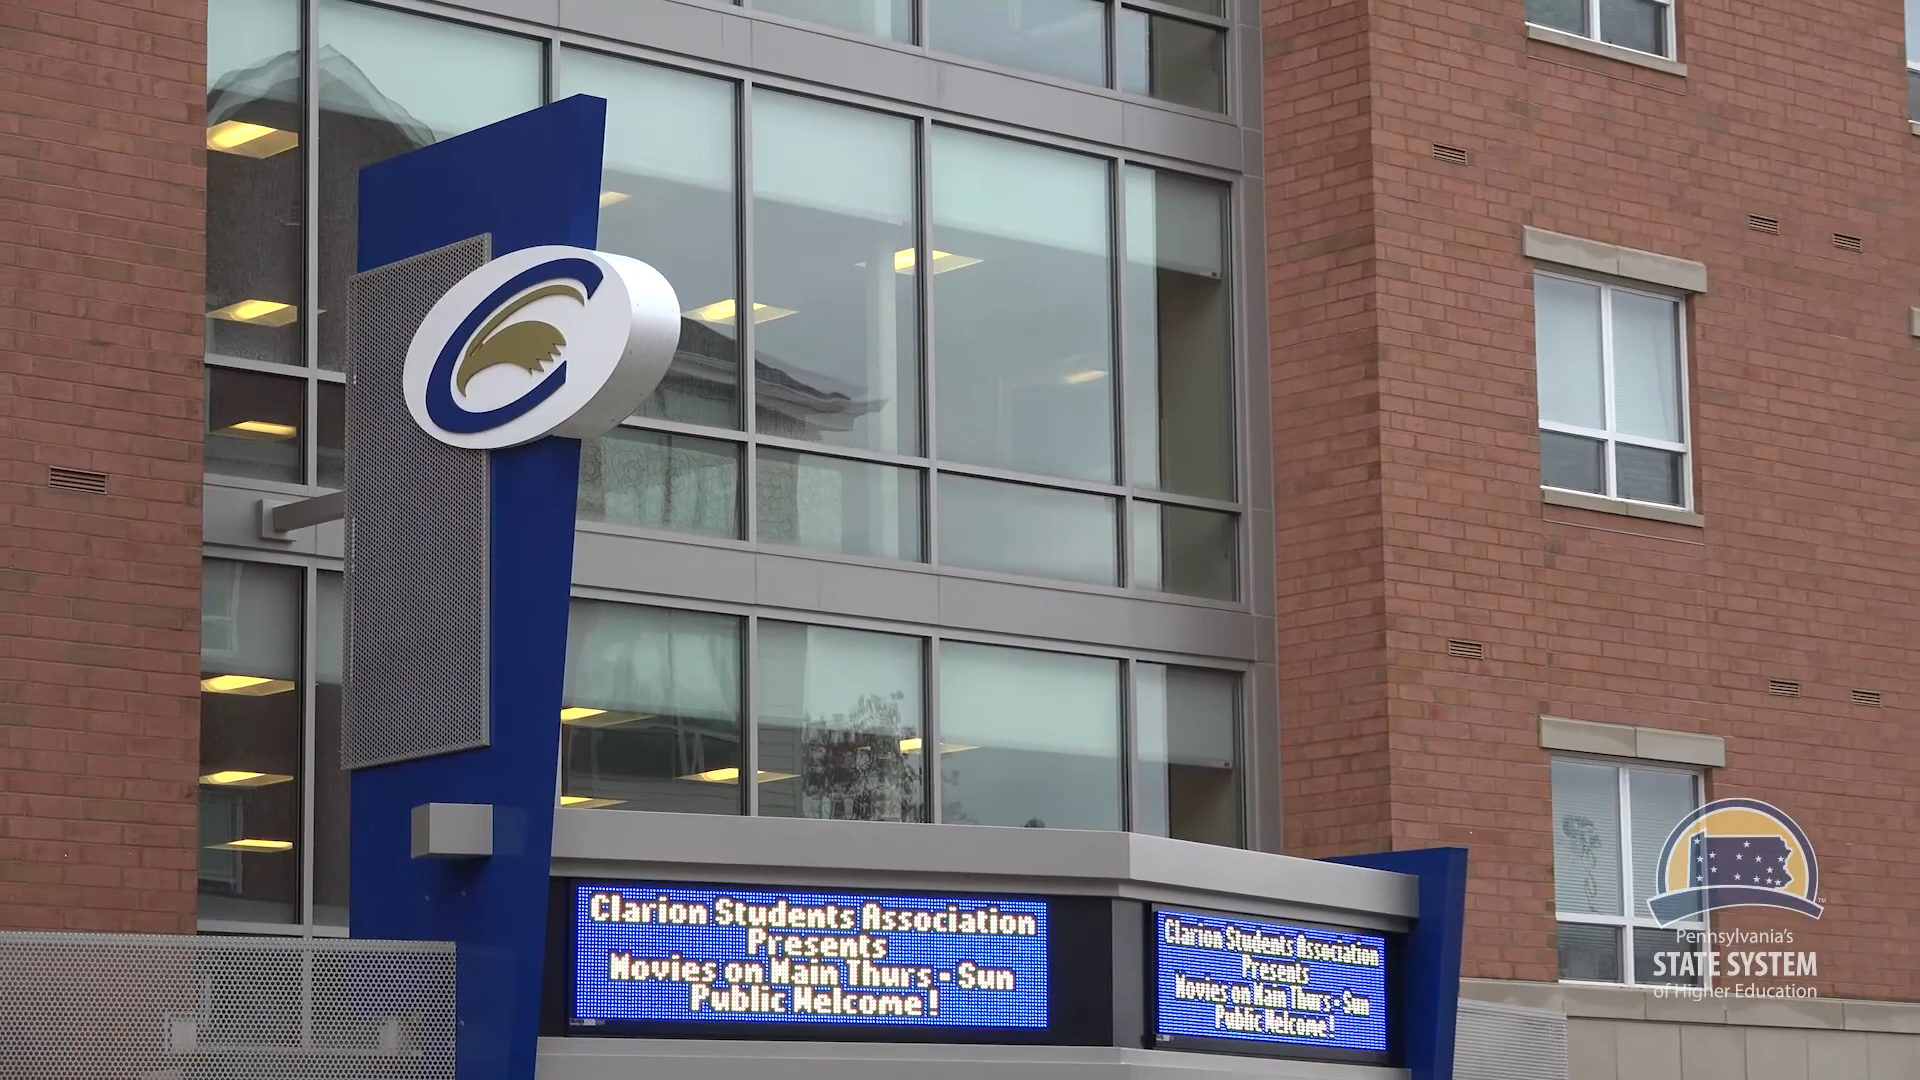 Clarion Students Association
Presents
Movies on Main Thurs - Sun
Public Welcome!
Clarion Students Association
Presents
Movies on Main Thurs - Sun
Public Welcome!
Pennsylvania's
STATE SYSTEM
of Higher Education